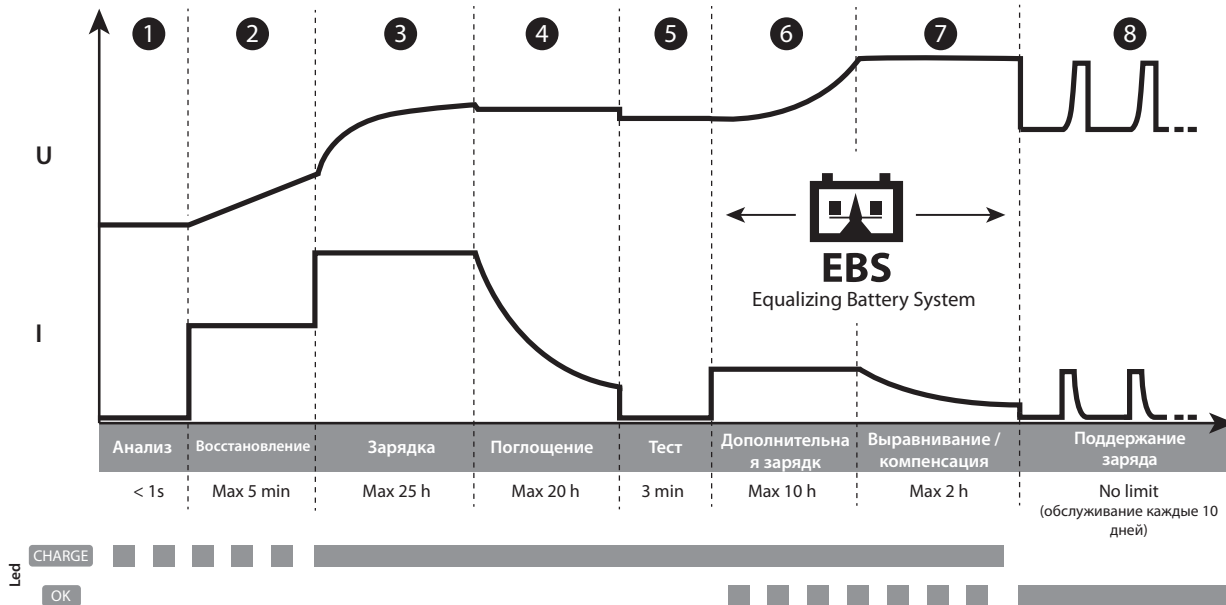 1 2 3 4 5 6 7 8
U
EBS
Equalizing Battery System
I
Анализ
Восстановление
Зарядка
Поглощение
Тест
Дополнительна
я зарядк
Выравнивание /
компенсация
Поддержание
заряда
< 1s
Max 5 min
Max 25 h
Max 20 h
3 min
Max 10 h
Max 2 h
No limit
(обслуживание каждые 10
дней)
Led
CHARGE
OK